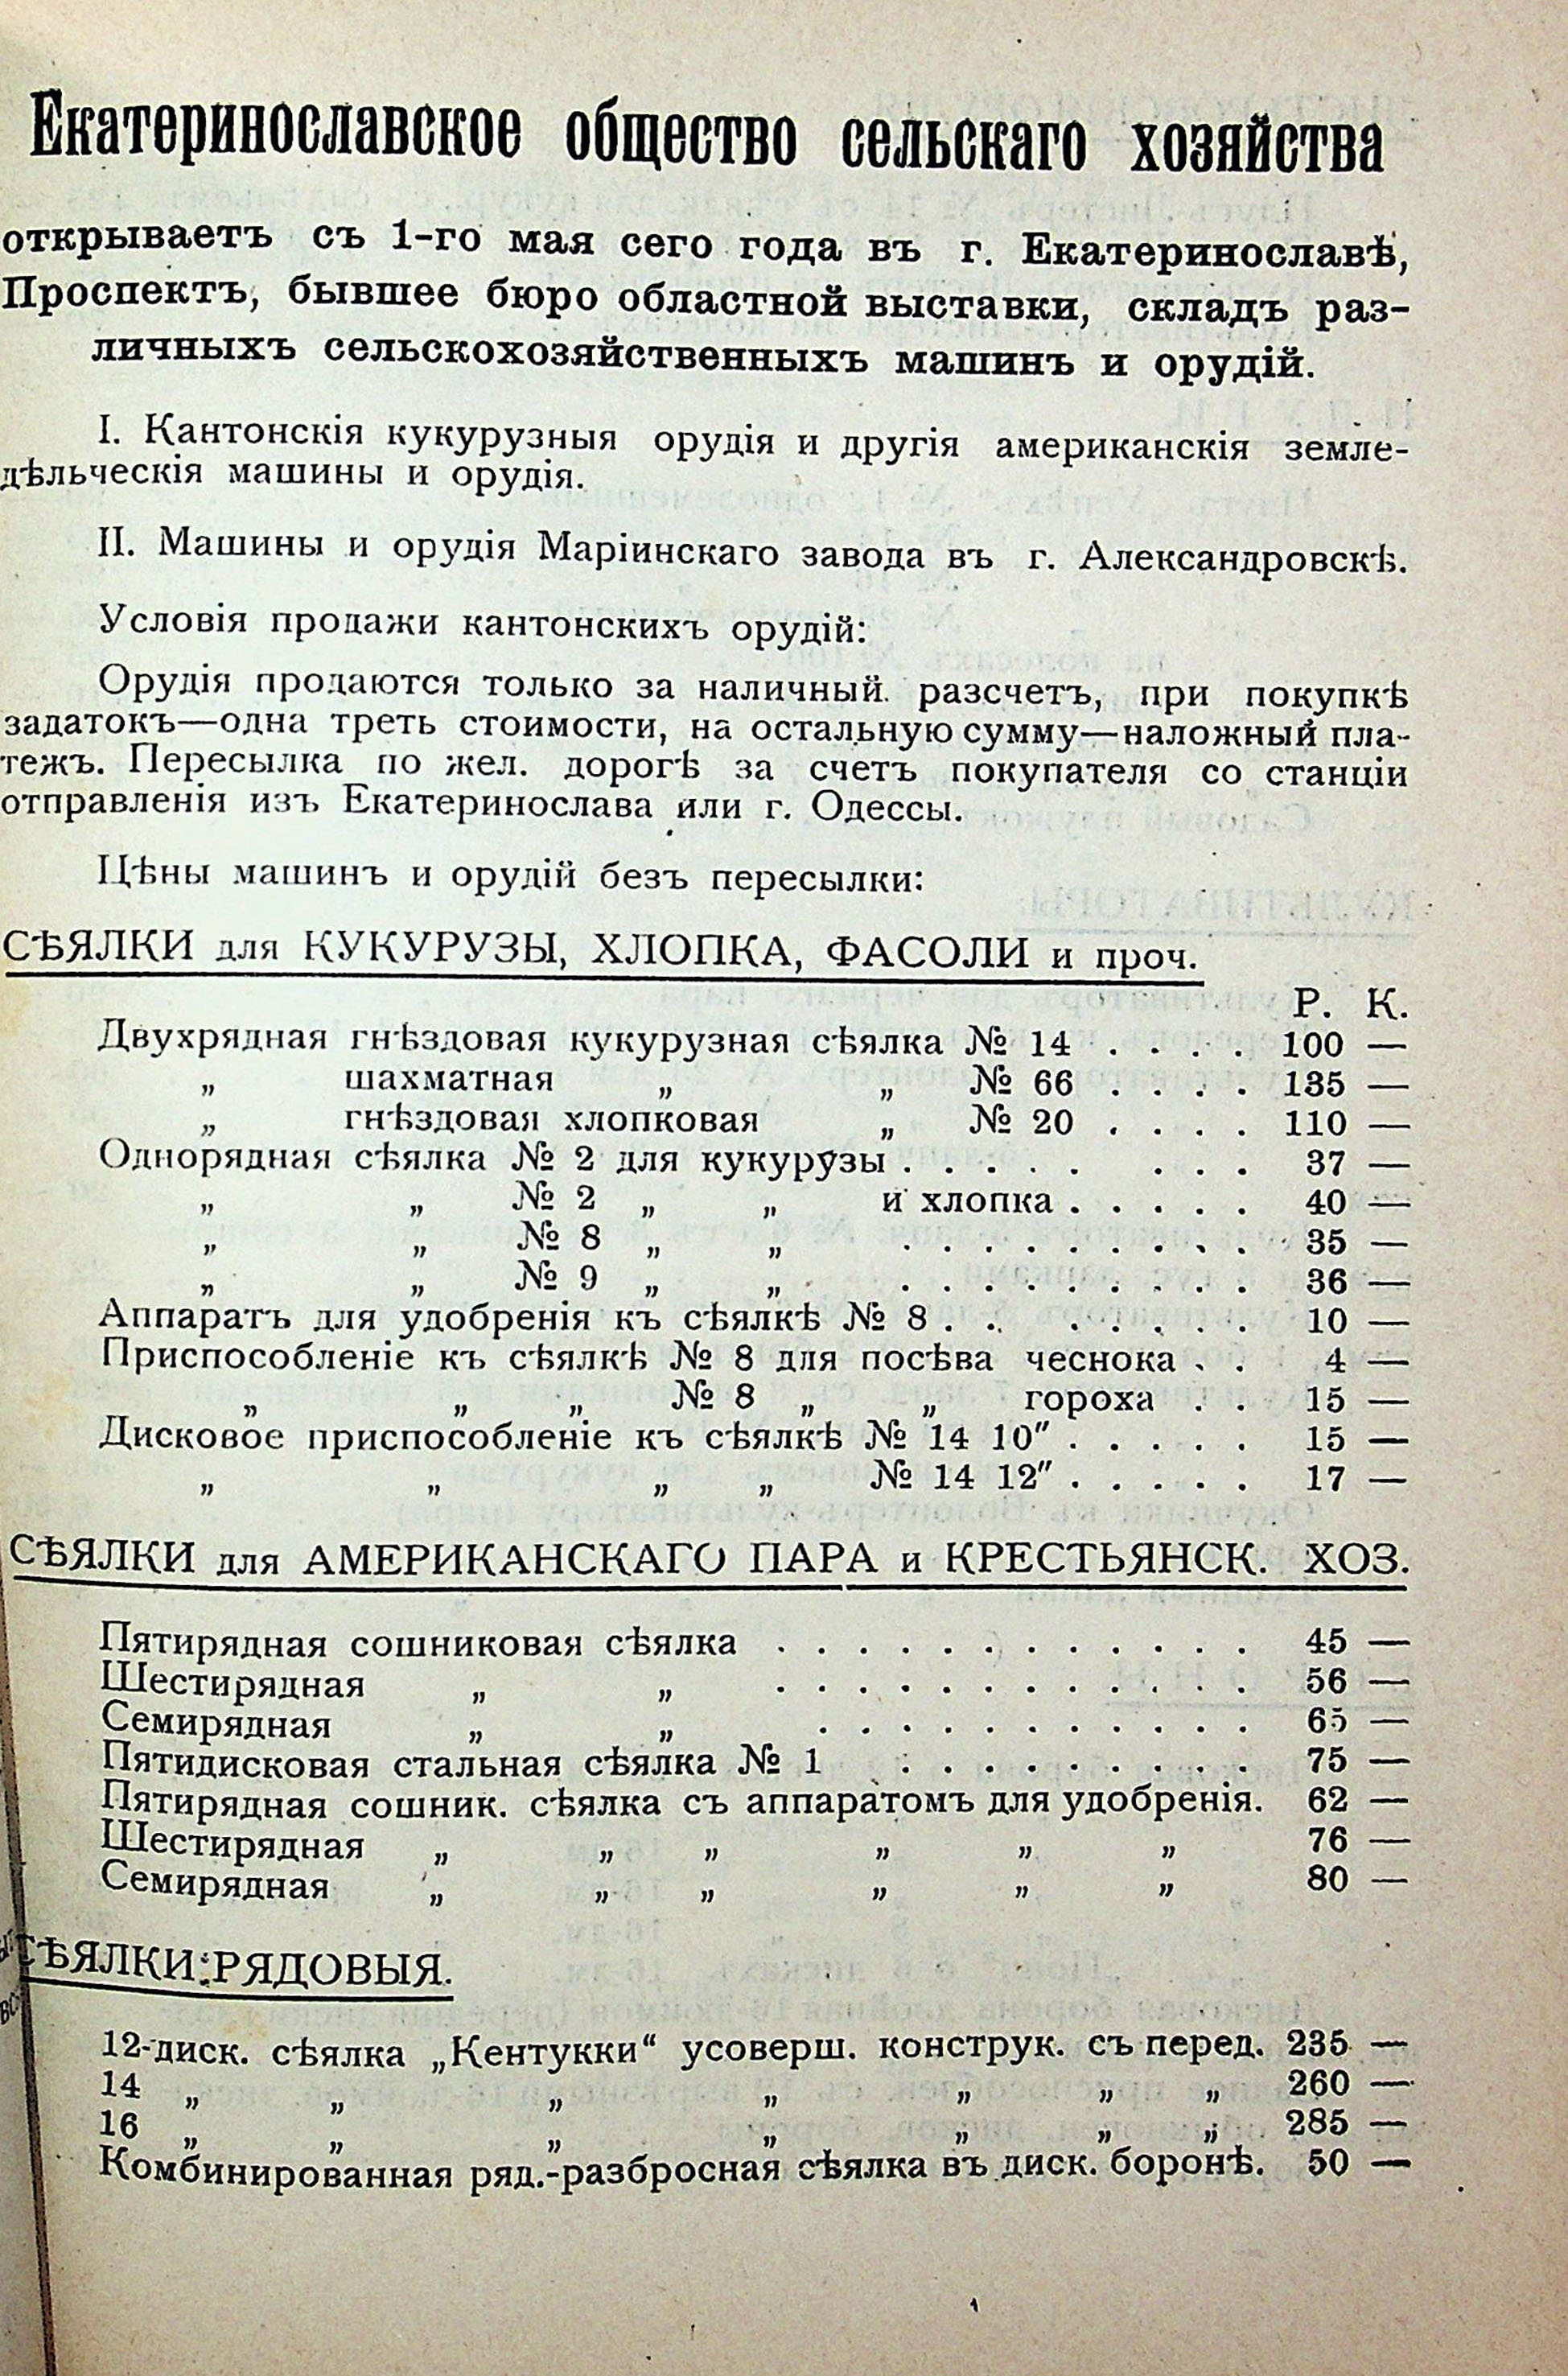 Екатеринославское общество сельскаго хозяйства
открываетъ съ 1-го мая сего года въ г. Екатеринославѣ,
Проспектъ, бывшее бюро областной выставки, складъ раз-
личныхъ сельскохозяйственныхъ машинъ и орудій.
I. Кантонскія кукурузныя орудія и другія американскія земле-
дѣльческія машины и орудія.
II. Машины и орудія Маріинскаго завода въ г. Александровскѣ.
Условія продажи кантонскихъ орудій:
Орудія продаются только за наличный разсчетъ, при покупкѣ
задатокъ—одна треть стоимости, на остальную сумму—наложный пла-
тежъ. Пересылка по жел. дорогѣ за счетъ покупателя со станціи
отправленія изъ Екатеринослава или г. Одессы.
Цѣны машинъ и орудій безъ пересылки:
СѢЯЛКИ для КУКУРУЗЫ, ХЛОПКА, ФАСОЛИ и проч.
Р. К.
Двухрядная гнѣздовая кукурузная сѣялка № 14 . . . . 100 —
„ шахматная „ „ № 66 . . . . 135 —
„ гнѣздовая хлопковая „ № 20 . . . . 110 —
Однорядная сѣялка № 2 для кукурузы . . . . . . . . 37 —
„ „ № 2 „ „ и хлопка . . . . . 40 —
„ „ № 8 „ „ . . . . . . . . . 35 —
„ „ № 9 „ „ . . . . . . . . . 36 —
Аппаратъ для удобренія къ сѣялкѣ № 8 . . . . . . . 10 —
Приспособленіе къ сѣялкѣ № 8 для посѣва чеснока . . 4 —
„ „ „ № 8 „ „ гороха . . 15 —
Дисковое приспособленіе къ сѣялкѣ № 14 10″ . . . . . 15 —
„ „ „ „ № 14 12″ . . . . . 17 —
СѢЯЛКИ для АМЕРИКАНСКАГО ПАРА и КРЕСТЬЯНСК. ХОЗ.
Пятирядная сошниковая сѣялка . . . . . . . . . . . . 45 —
Шестирядная „ „ . . . . . . . . . . . . 56 —
Семирядная „ „ . . . . . . . . . . . 65 —
Пятидисковая стальная сѣялка № 1 . . . . . . . . . 75 —
Пятирядная сошник. сѣялка съ аппаратомъ для удобренія. 62 —
Шестирядная „ „ „ „ „ „ 76 —
Семирядная „ „ „ „ „ „ 80 —
СѢЯЛКИ РЯДОВЫЯ.
12-диск. сѣялка „Кентукки“ усоверш. конструк. съ перед. 235 —
14 „ „ „ „ „ „ „ 260 —
16 „ „ „ „ „ „ „ 285 —
Комбинированная ряд.-разбросная сѣялка въ диск. боронѣ. 50 —